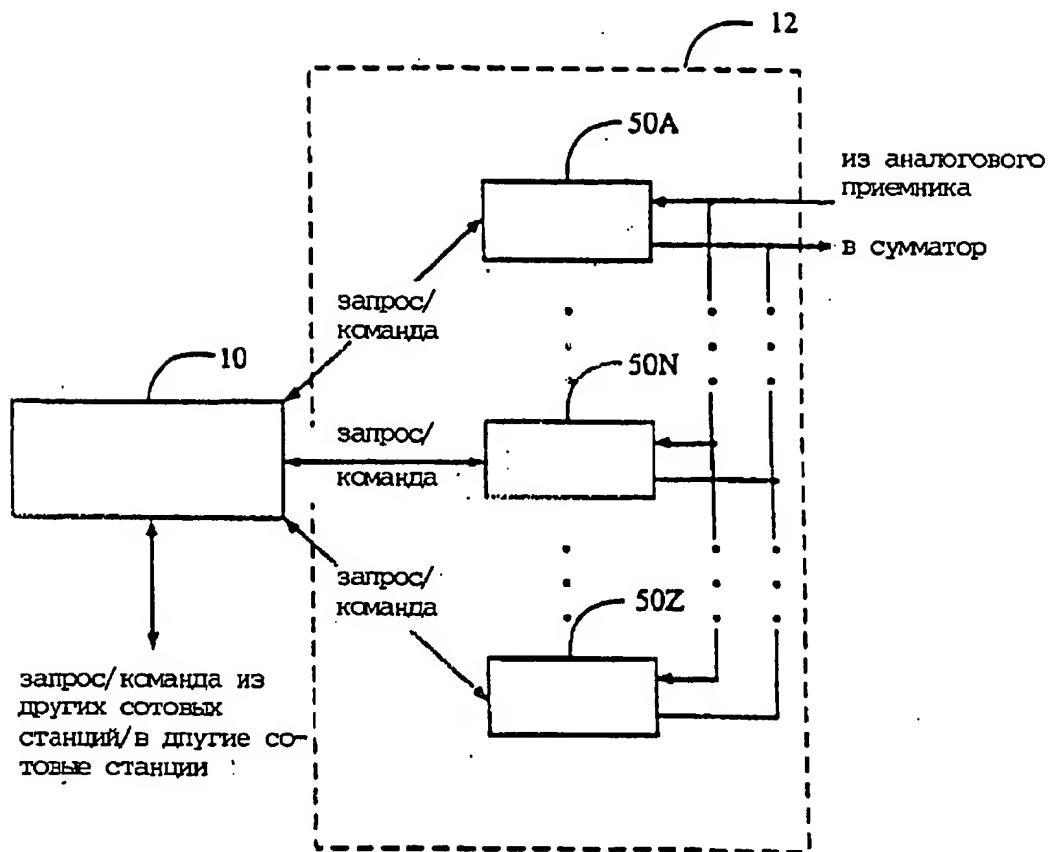 12
50A
из аналогового
приемника
в сумматор
запрос/
команда
10
50N
запрос/
команда
запрос/
команда
50Z
запрос/команда из
других сотовых
станций/в дпугие со-
товые станции